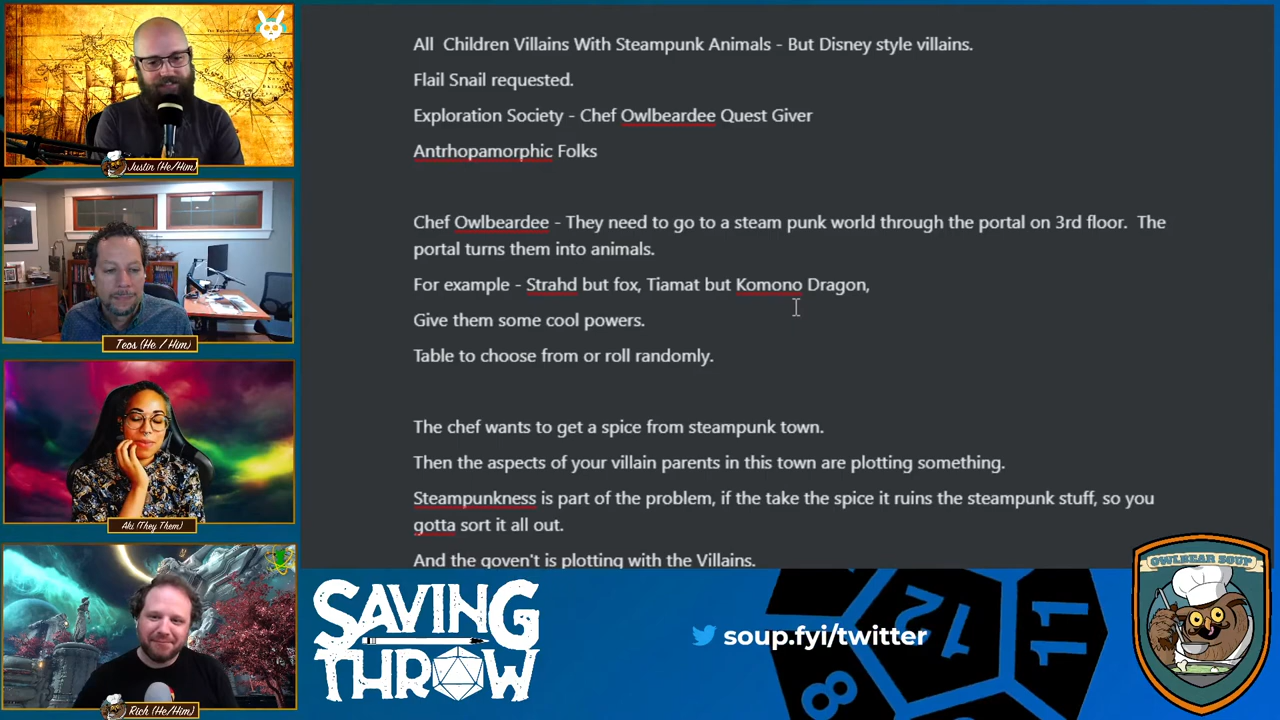 All  Children Villains With Steampunk Animals - But Disney style villains.
Flail Snail requested.
Exploration Society - Chef Owlbeardee Quest Giver
Antrhopamorphic Folks
Chef Owlbeardee - They need to go to a steam punk world through the portal on 3rd floor.  The
portal turns them into animals.
For example - Strahd but fox, Tiamat but Komono Dragon,
Give them some cool powers.
Table to choose from or roll randomly.
The chef wants to get a spice from steampunk town.
Then the aspects of your villain parents in this town are plotting something.
Steampunkness is part of the problem, if the take the spice it ruins the steampunk stuff, so you
gotta sort it all out.
And the goven't is plotting with the Villains.
Justin (He/Him)
Teos (He / Him)
Aki (They Them)
Rich (He/Him)
SAVING
THROW
soup.fyi/twitter
12
11
8
OWLBEAR SOUP